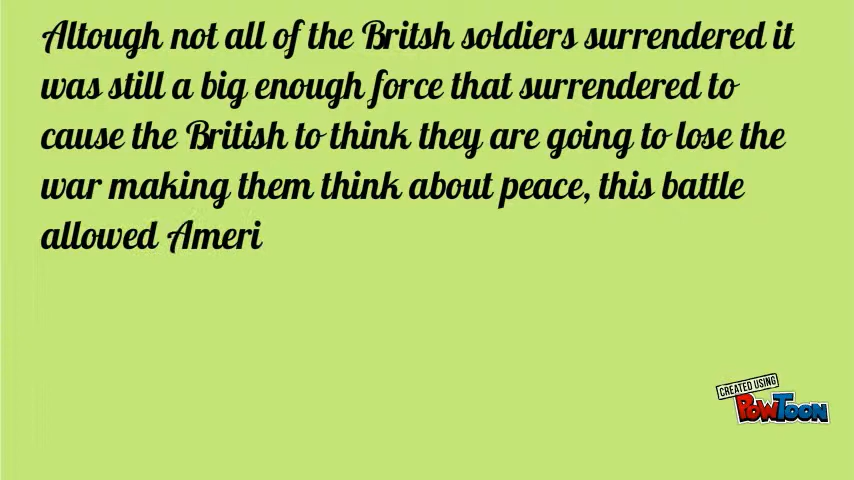 Altough not all of the Britsh soldiers surrendered it
was still a big enough force that surrendered to
cause the British to think they are going to lose the
war making them think about peace, this battle
allowed Ameri
CREATED USING
POWTOON